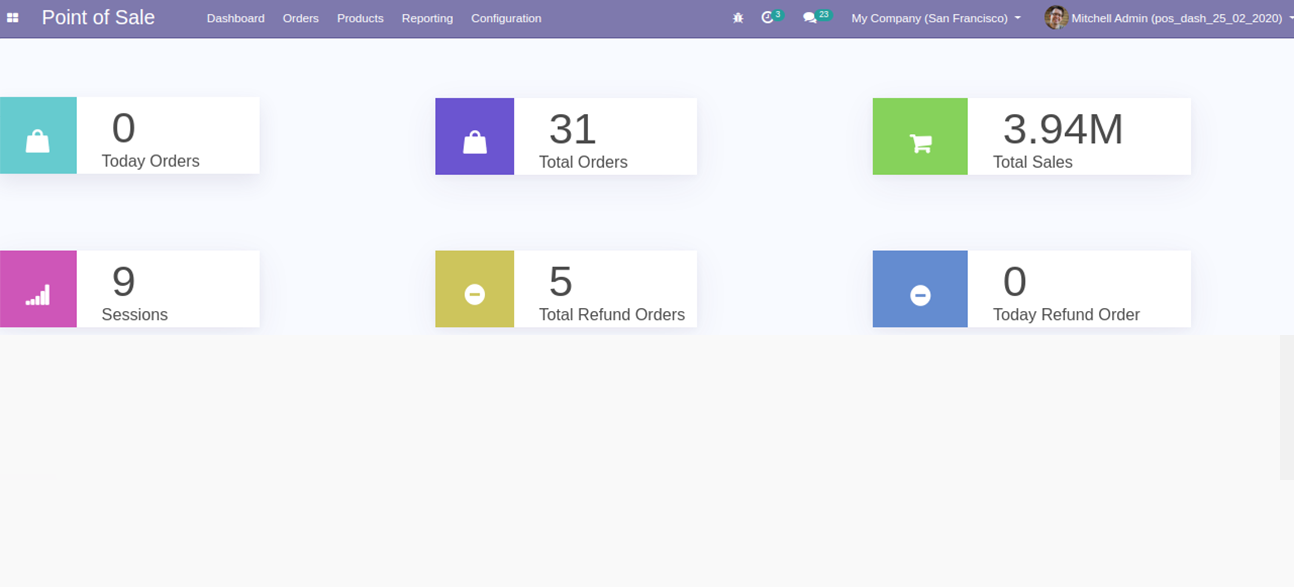 Point of Sale Dashboard Orders Products Reporting Configuration 3 23 My Company (San Francisco) Mitchell Admin (pos_dash_25_02_2020)
0 31 3.94M
Today Orders Total Orders Total Sales
9 5 0
Sessions Total Refund Orders Today Refund Order